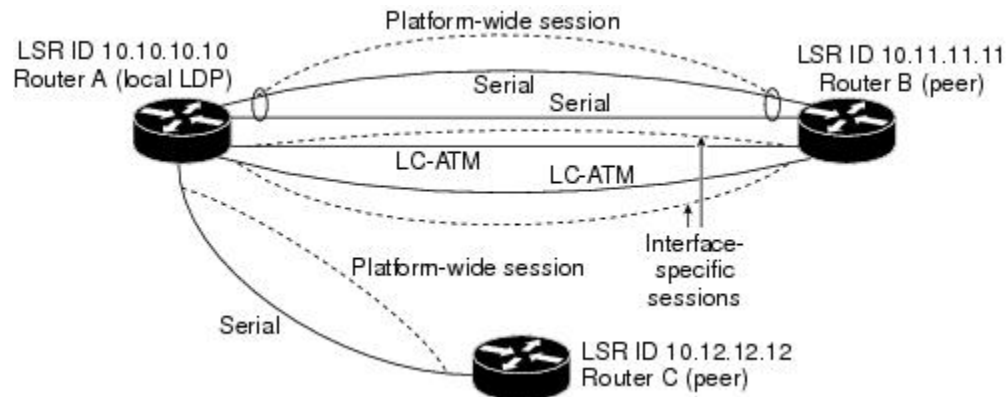 Platform-wide session
LSR ID 10.10.10.10
Router A (local LDP)
LSR ID 10.11.11.11
Router B (peer)
Serial
Serial
LC-ATM
LC-ATM
Interface-
specific
sessions
Platform-wide session
Serial
LSR ID 10.12.12.12
Router C (peer)